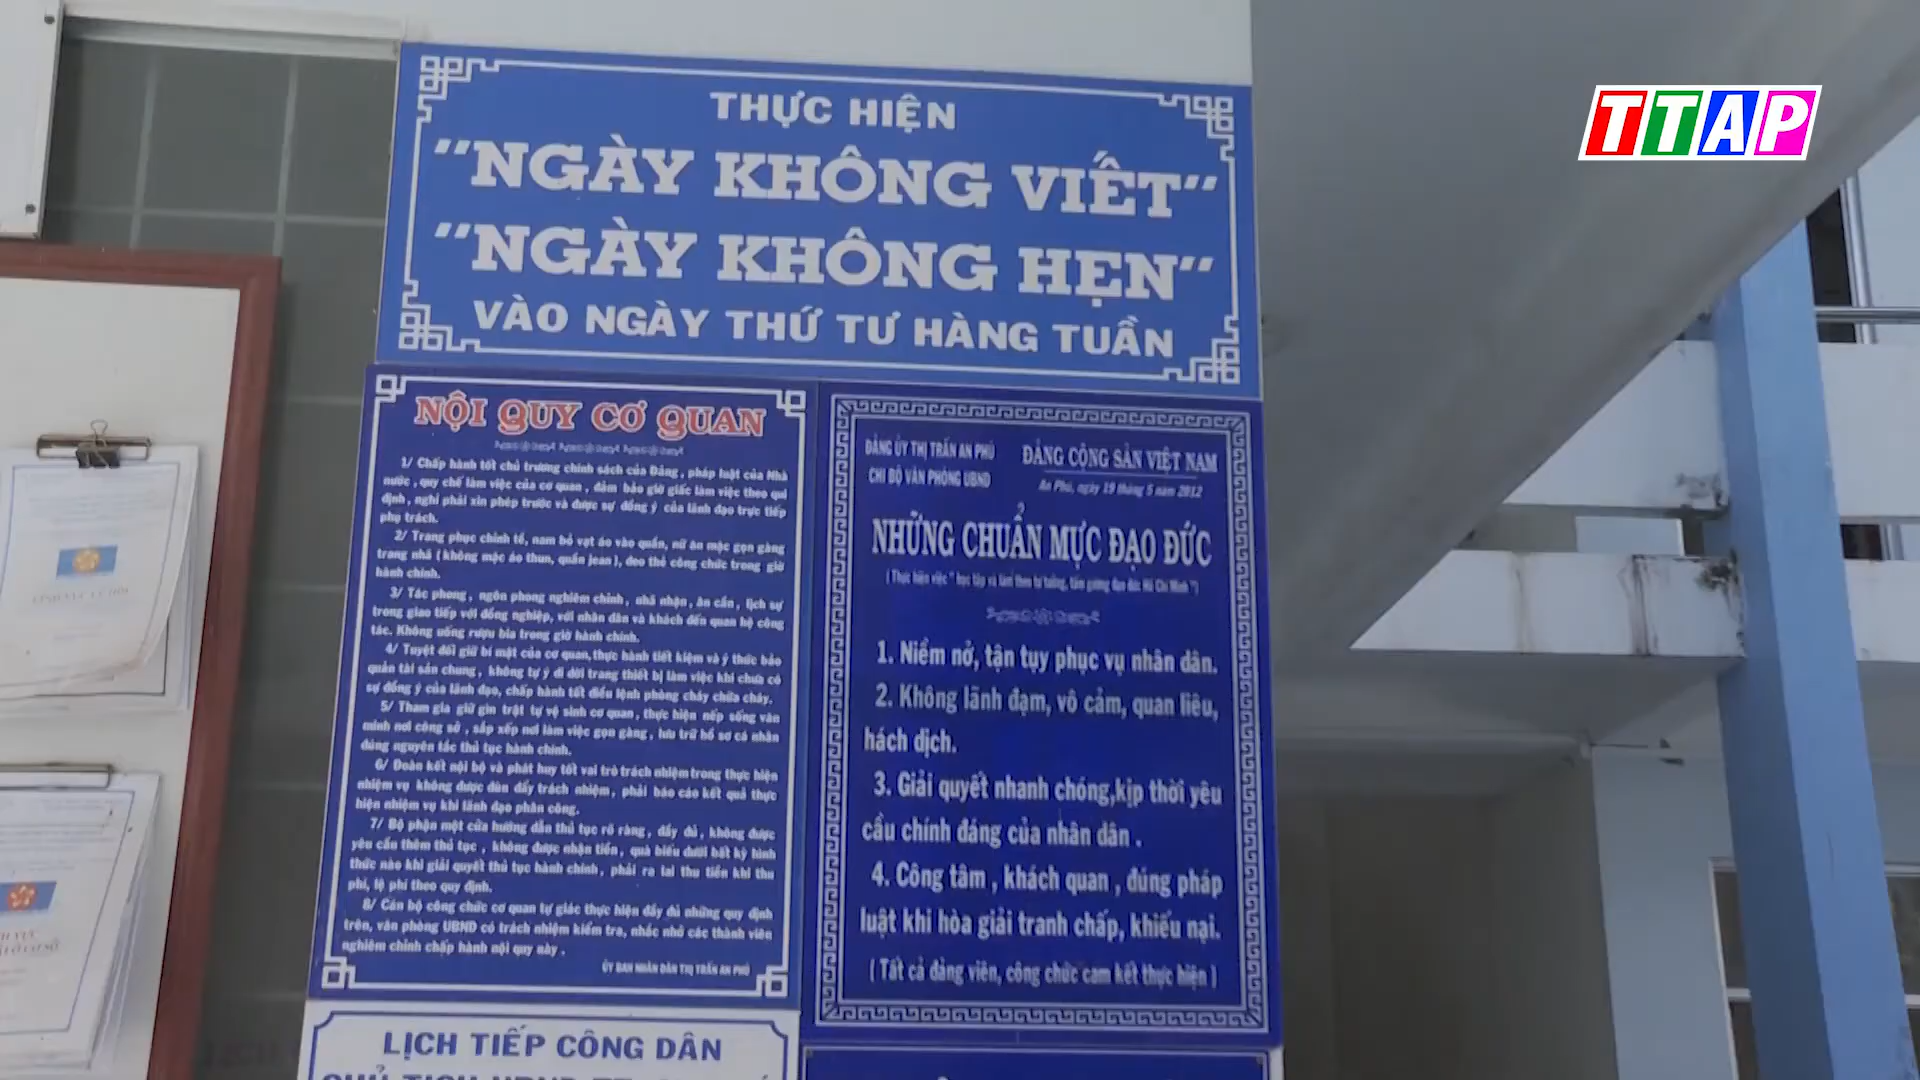 TTAP
THỰC HIỆN
"NGÀY KHÔNG VIẾT"
"NGÀY KHÔNG HẸN"
VÀO NGÀY THỨ TƯ HÀNG TUẦN
NỘI QUY CƠ QUAN
1/ Chấp hành tốt chủ trương chính sách của Đảng, pháp luật của Nhà
nước, quy chế làm việc của cơ quan, đảm bảo giờ giấc làm việc theo qui
định, nghỉ phải xin phép trước và được sự đồng ý của lãnh đạo trực tiếp
phụ trách.
2/ Trang phục chỉnh tề, nam bỏ vạt áo vào quần, nữ ăn mặc gọn gàng
trang nhã (không mặc áo thun, quần jean), đeo thẻ công chức trong giờ
hành chính.
3/ Tác phong, ngôn phong nghiêm chỉnh, nhã nhặn, ân cần, lịch sự
trong giao tiếp với đồng nghiệp, với nhân dân và khách đến quan hệ công
tác. Không uống rượu bia trong giờ hành chính.
4/ Tuyệt đối giữ bí mật của cơ quan, thực hành tiết kiệm và ý thức bảo
quản tài sản chung, không tự ý di dời trang thiết bị làm việc khi chưa có
sự đồng ý của lãnh đạo, chấp hành tốt điều lệnh phòng cháy chữa cháy.
5/ Tham gia giữ gìn trật tự vệ sinh cơ quan, thực hiện nếp sống văn
minh nơi công sở, sắp xếp nơi làm việc gọn gàng, lưu trữ hồ sơ cá nhân
đúng nguyên tắc thủ tục hành chính.
6/ Đoàn kết nội bộ và phát huy tốt vai trò trách nhiệm trong thực hiện
nhiệm vụ không được đùn đẩy trách nhiệm, phải báo cáo kết quả thực
hiện nhiệm vụ khi lãnh đạo phân công.
7/ Bộ phận một cửa hướng dẫn thủ tục rõ ràng, đầy đủ, không được
yêu cầu thêm thủ tục, không được nhận tiền, quà biếu dưới bất kỳ hình
thức nào khi giải quyết thủ tục hành chính, phải ra lai thu tiền khi thu
phí, lệ phí theo quy định.
8/ Cán bộ công chức cơ quan tự giác thực hiện đầy đủ những quy định
trên, văn phòng UBND có trách nhiệm kiểm tra, nhắc nhở các thành viên
nghiêm chỉnh chấp hành nội quy này.
ỦY BAN NHÂN DÂN THỊ TRẤN AN PHÚ
ĐẢNG ỦY THỊ TRẤN AN PHÚ
CHI BỘ VĂN PHÒNG UBND
ĐẢNG CỘNG SẢN VIỆT NAM
An Phú, ngày 19 tháng 5 năm 2012
NHỮNG CHUẨN MỰC ĐẠO ĐỨC
(Thực hiện việc "học tập và làm theo tư tưởng, tấm gương đạo đức Hồ Chí Minh")
1. Niềm nở, tận tụy phục vụ nhân dân.
2. Không lãnh đạm, vô cảm, quan liêu,
hách dịch.
3. Giải quyết nhanh chóng,kịp thời yêu
cầu chính đáng của nhân dân .
4. Công tâm , khách quan , đúng pháp
luật khi hòa giải tranh chấp, khiếu nại.
( Tất cả đảng viên, công chức cam kết thực hiện )
LỊCH TIẾP CÔNG DÂN